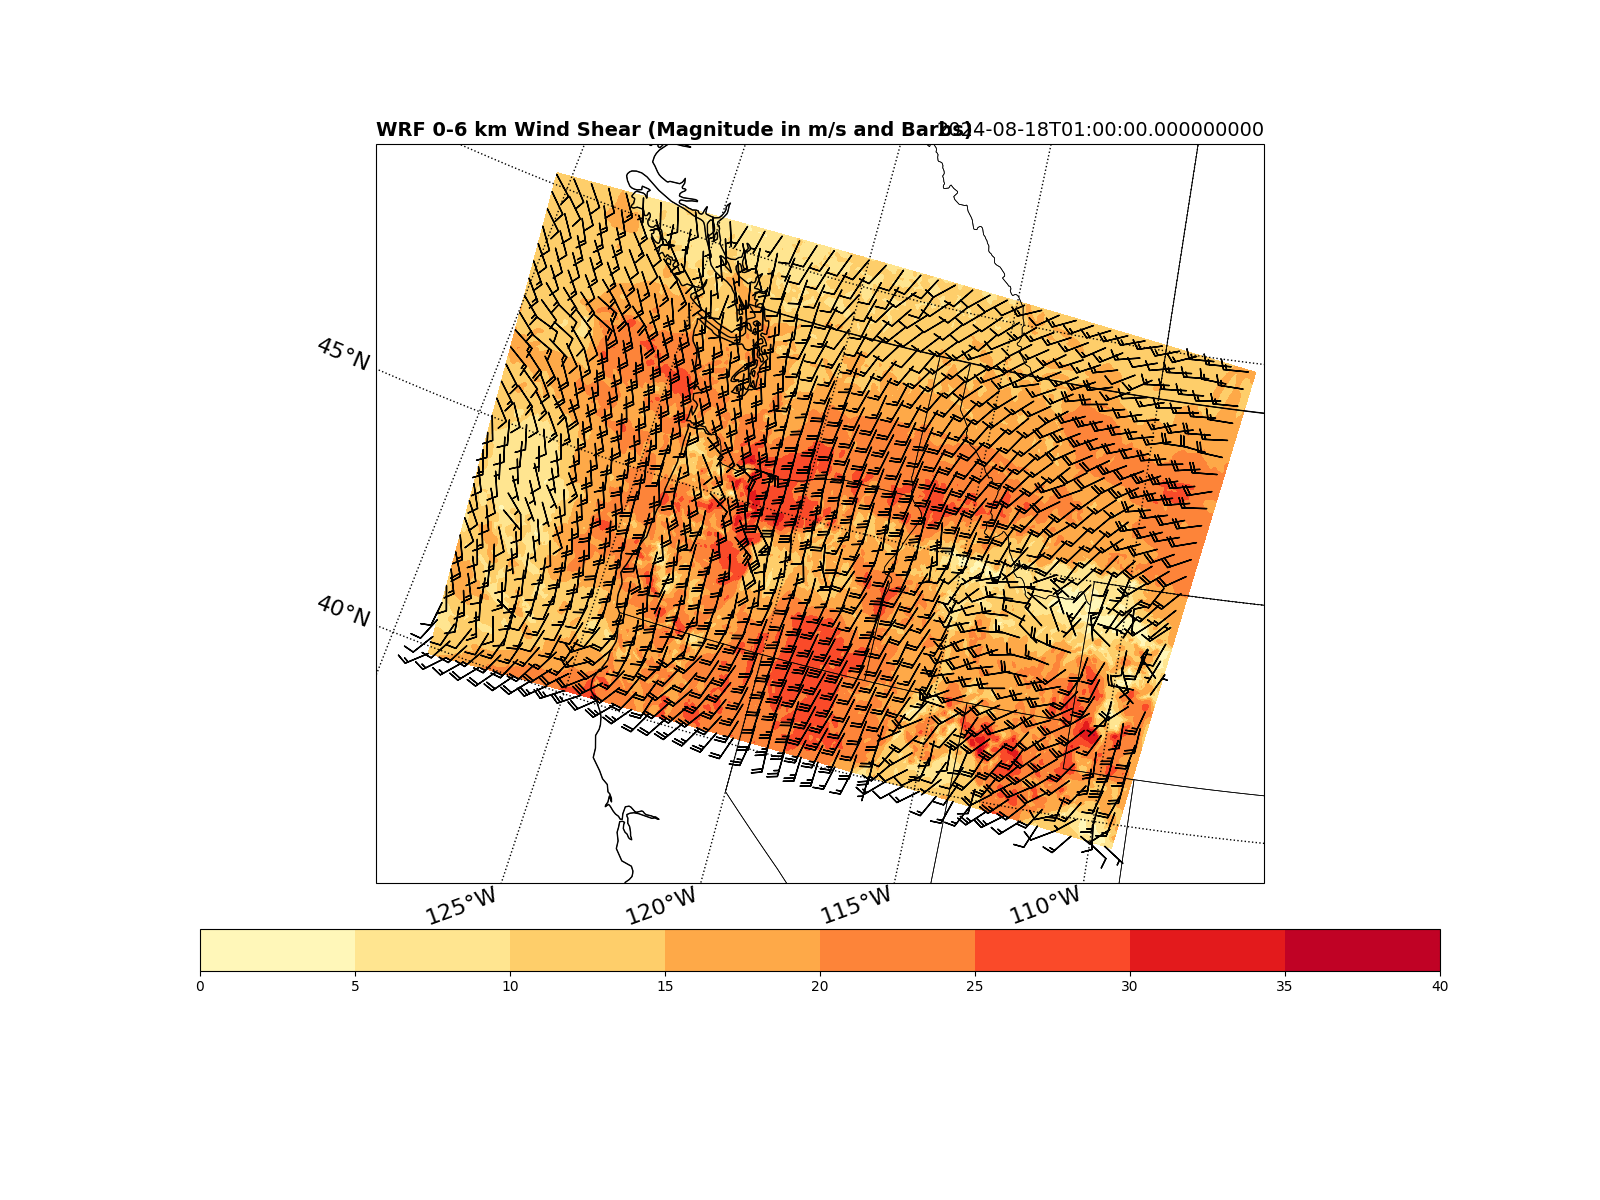 WRF 0-6 km Wind Shear (Magnitude in m/s and Barbs) 2024-08-18T01:00:00.000000000
45°N
40°N
125°W 120°W 115°W 110°W
0 5 10 15 20 25 30 35 40